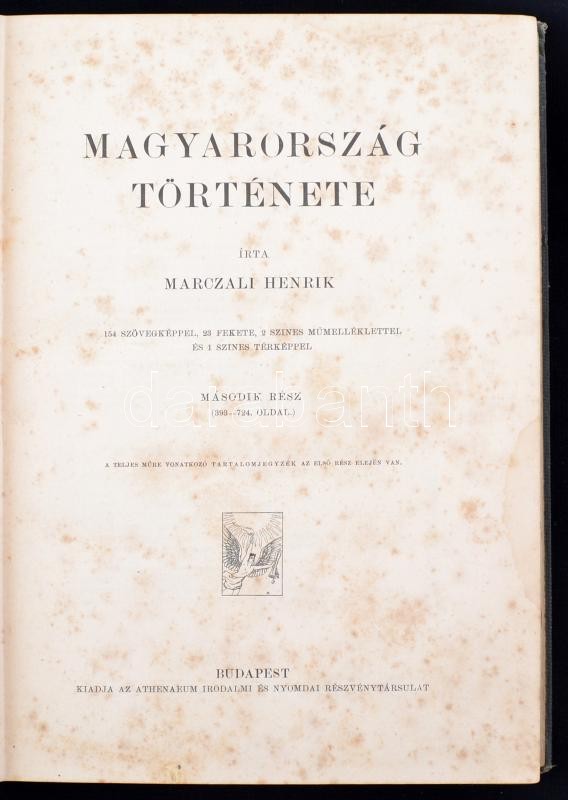 MAGYARORSZÁG
TÖRTÉNETE
ÍRTA
MARCZALI HENRIK
154 SZÖVEGKÉPPEL, 23 FEKETE, 2 SZINES MŰMELLÉKLETTEL
ÉS 1 SZINES TÉRKÉPPEL
MÁSODIK RÉSZ
(393—724. OLDAL.)
darabanth
A TELJES MŰRE VONATKOZÓ TARTALOMJEGYZÉK AZ ELSŐ RÉSZ ELEJÉN VAN.
BUDAPEST
KIADJA AZ ATHENAEUM IRODALMI ÉS NYOMDAI RÉSZVÉNYTÁRSULAT